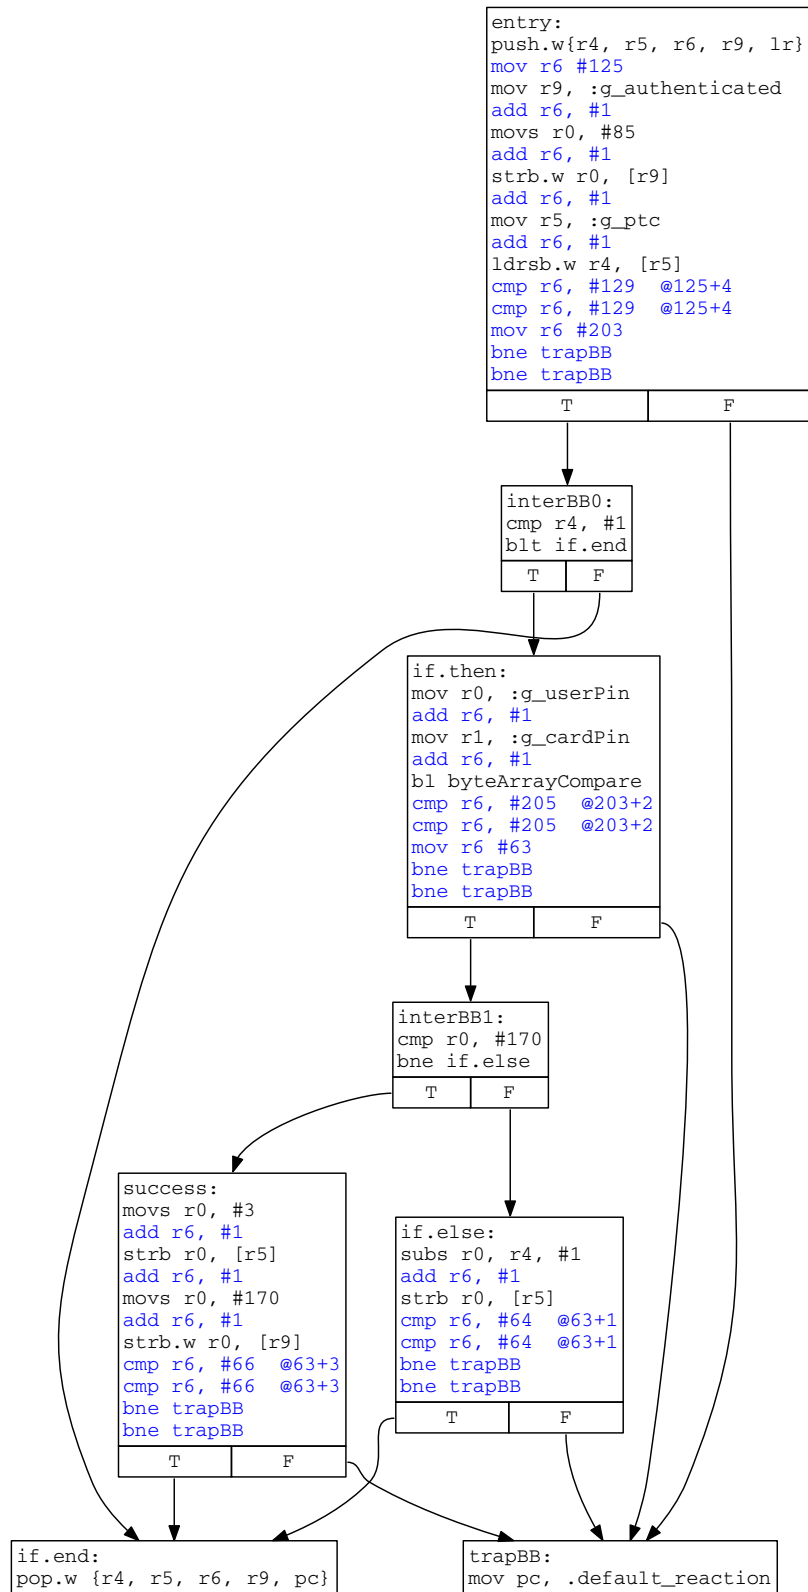 entry:
push.w{r4, r5, r6, r9, lr}
mov r6 #125
mov r9, :g_authenticated
add r6, #1
movs r0, #85
add r6, #1
strb.w r0, [r9]
add r6, #1
mov r5, :g_ptc
add r6, #1
ldrsb.w r4, [r5]
cmp r6, #129  @125+4
cmp r6, #129  @125+4
mov r6 #203
bne trapBB
bne trapBB
T F
interBB0:
cmp r4, #1
blt if.end
T F
if.then:
mov r0, :g_userPin
add r6, #1
mov r1, :g_cardPin
add r6, #1
bl byteArrayCompare
cmp r6, #205  @203+2
cmp r6, #205  @203+2
mov r6 #63
bne trapBB
bne trapBB
T F
interBB1:
cmp r0, #170
bne if.else
T F
success:
movs r0, #3
add r6, #1
strb r0, [r5]
add r6, #1
movs r0, #170
add r6, #1
strb.w r0, [r9]
cmp r6, #66  @63+3
cmp r6, #66  @63+3
bne trapBB
bne trapBB
T F
if.else:
subs r0, r4, #1
add r6, #1
strb r0, [r5]
cmp r6, #64  @63+1
cmp r6, #64  @63+1
bne trapBB
bne trapBB
T F
if.end:
pop.w {r4, r5, r6, r9, pc}
trapBB:
mov pc, .default_reaction